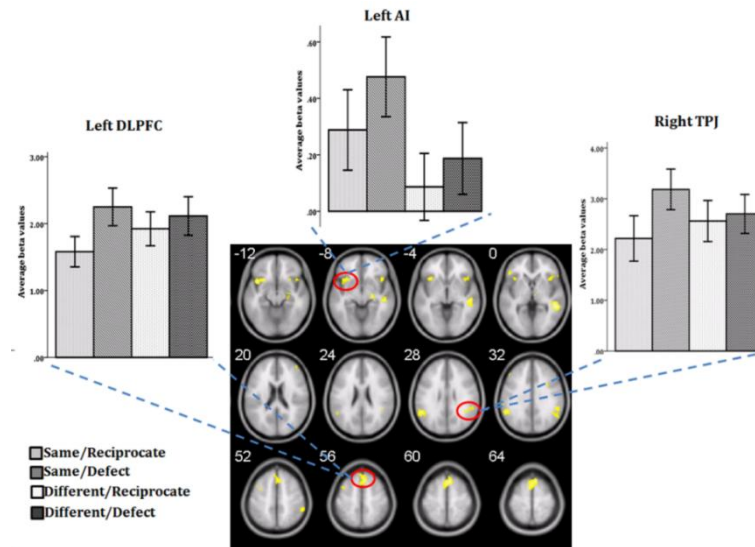 Left AI
Average beta values
.60
.40
.20
.00
Left DLPFC
Average beta values
3.00
2.00
1.00
.00
Right TPJ
Average beta values
4.00
3.00
2.00
1.00
.00
-12
-8
-4
0
20
24
28
32
52
56
60
64
Same/Reciprocate
Same/Defect
Different/Reciprocate
Different/Defect